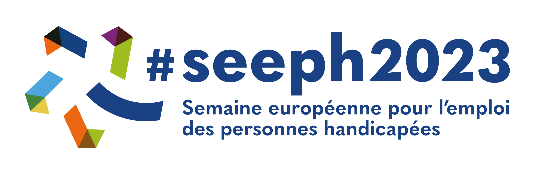 #seeph2023
Semaine européenne pour l'emploi
des personnes handicapées